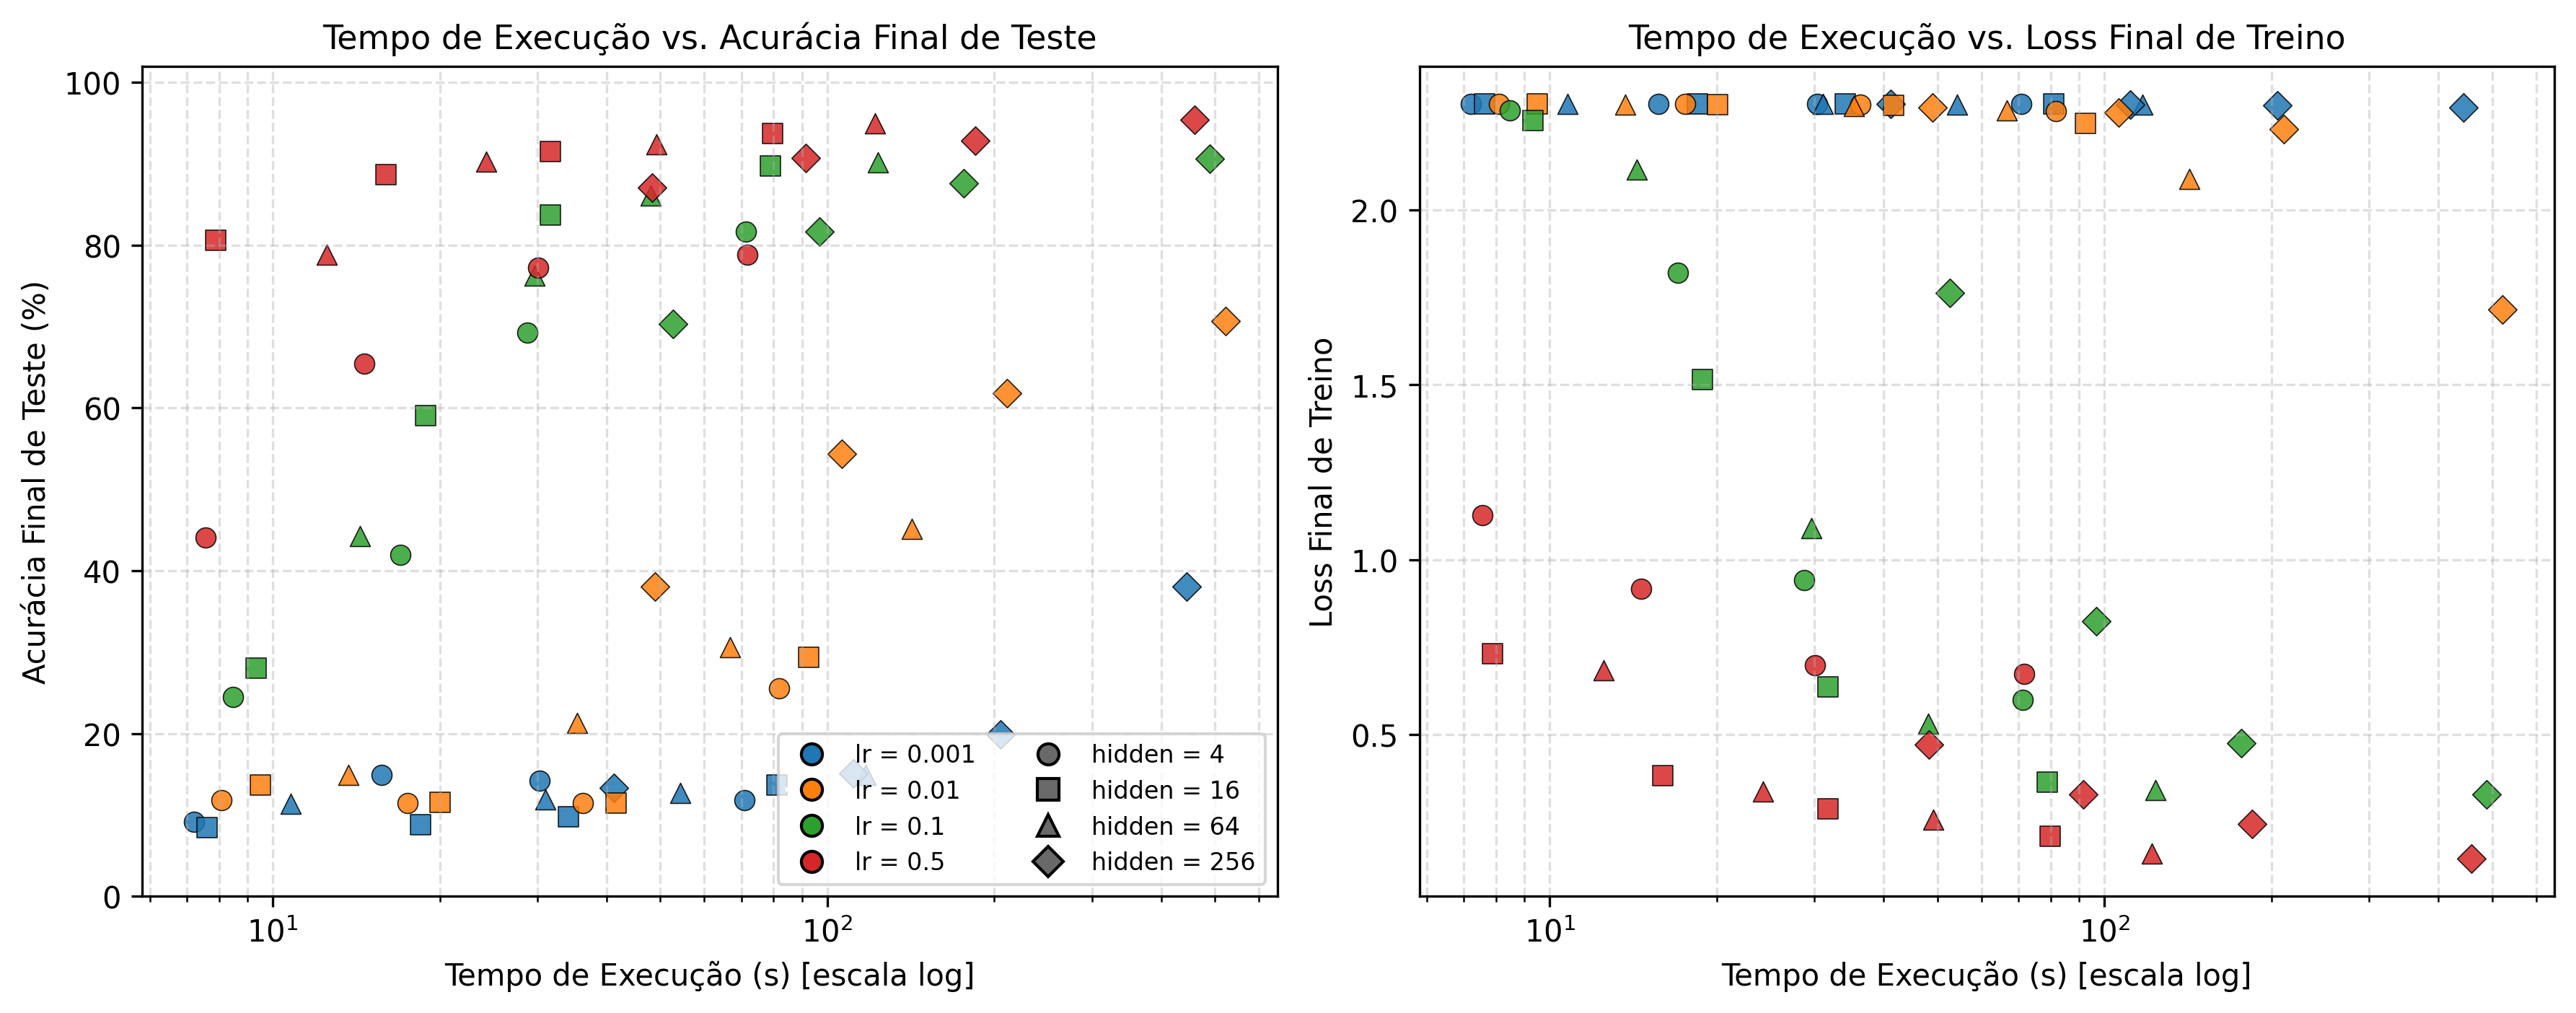 Tempo de Execução vs. Acurácia Final de Teste
Acurácia Final de Teste (%)
100
80
60
40
20
0
10¹
10²
Tempo de Execução (s) [escala log]
lr = 0.001
lr = 0.01
lr = 0.1
lr = 0.5
hidden = 4
hidden = 16
hidden = 64
hidden = 256
Tempo de Execução vs. Loss Final de Treino
Loss Final de Treino
2.0
1.5
1.0
0.5
10¹
10²
Tempo de Execução (s) [escala log]